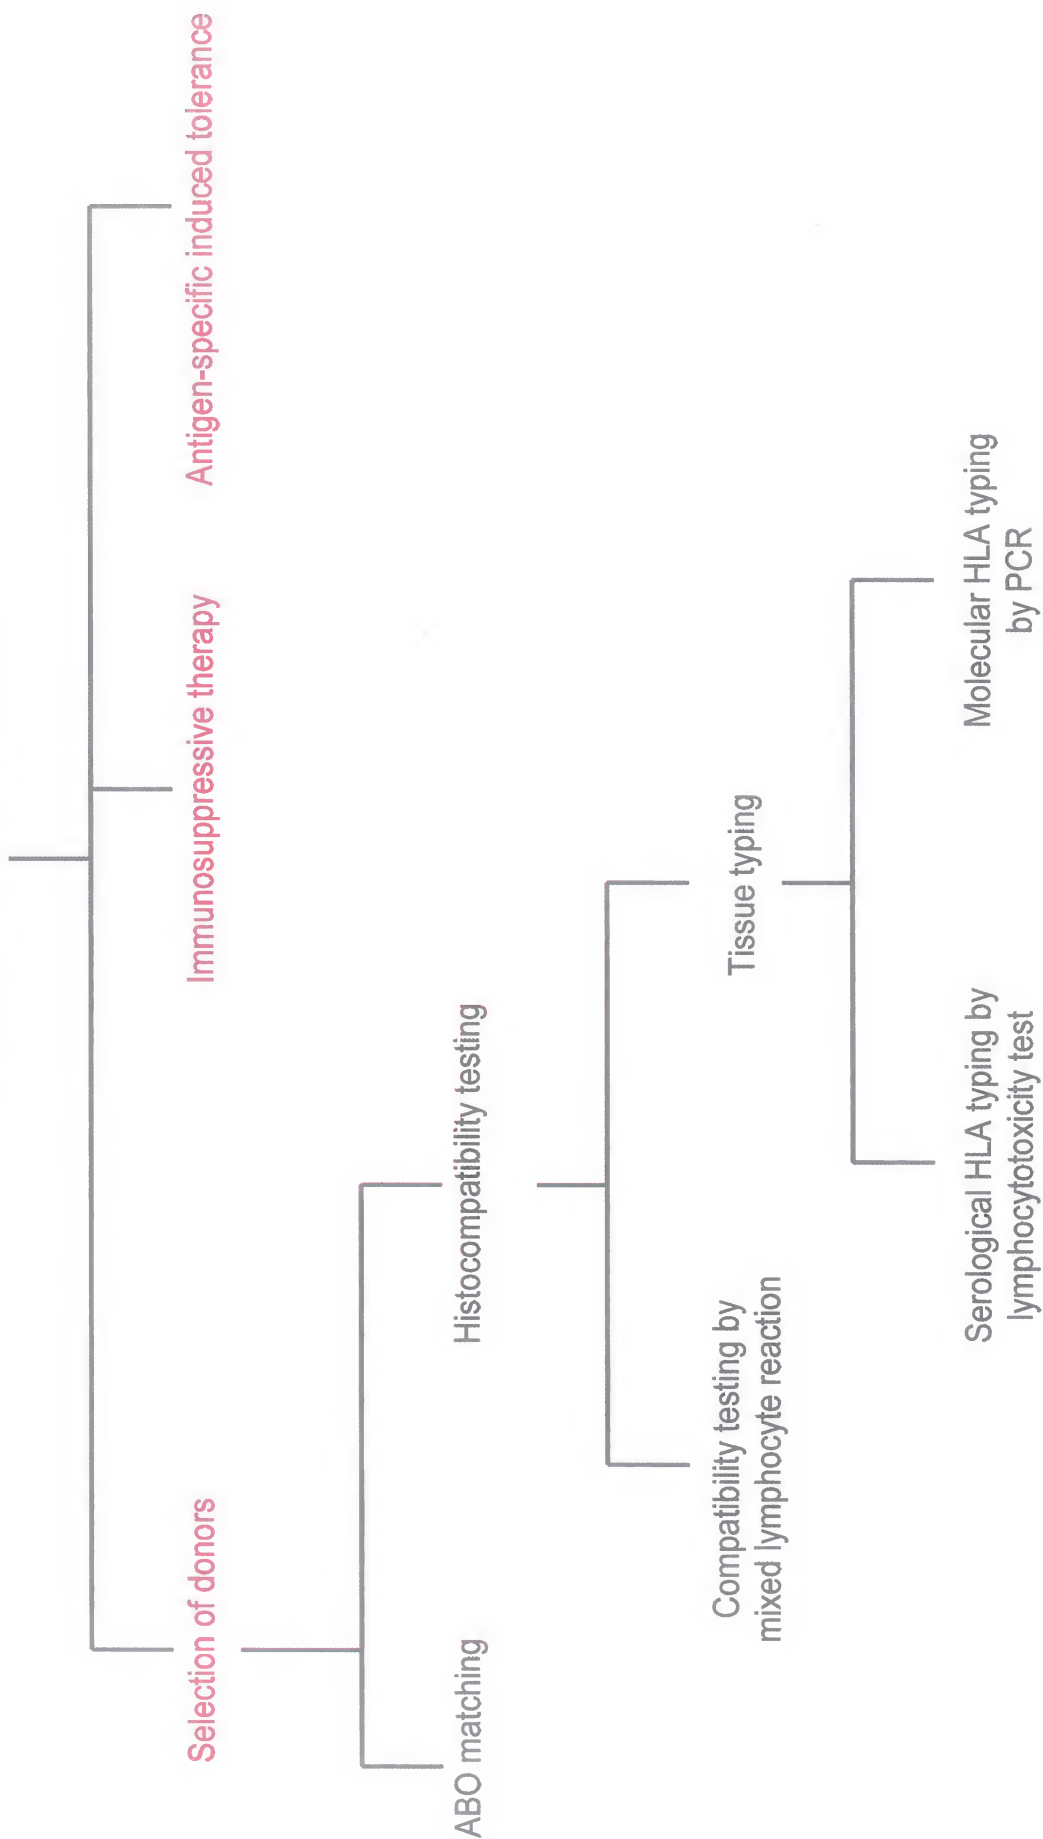 Selection of donors
Immunosuppressive therapy
Antigen-specific induced tolerance
ABO matching
Histocompatibility testing
Compatibility testing by
mixed lymphocyte reaction
Tissue typing
Serological HLA typing by
lymphocytotoxicity test
Molecular HLA typing
by PCR